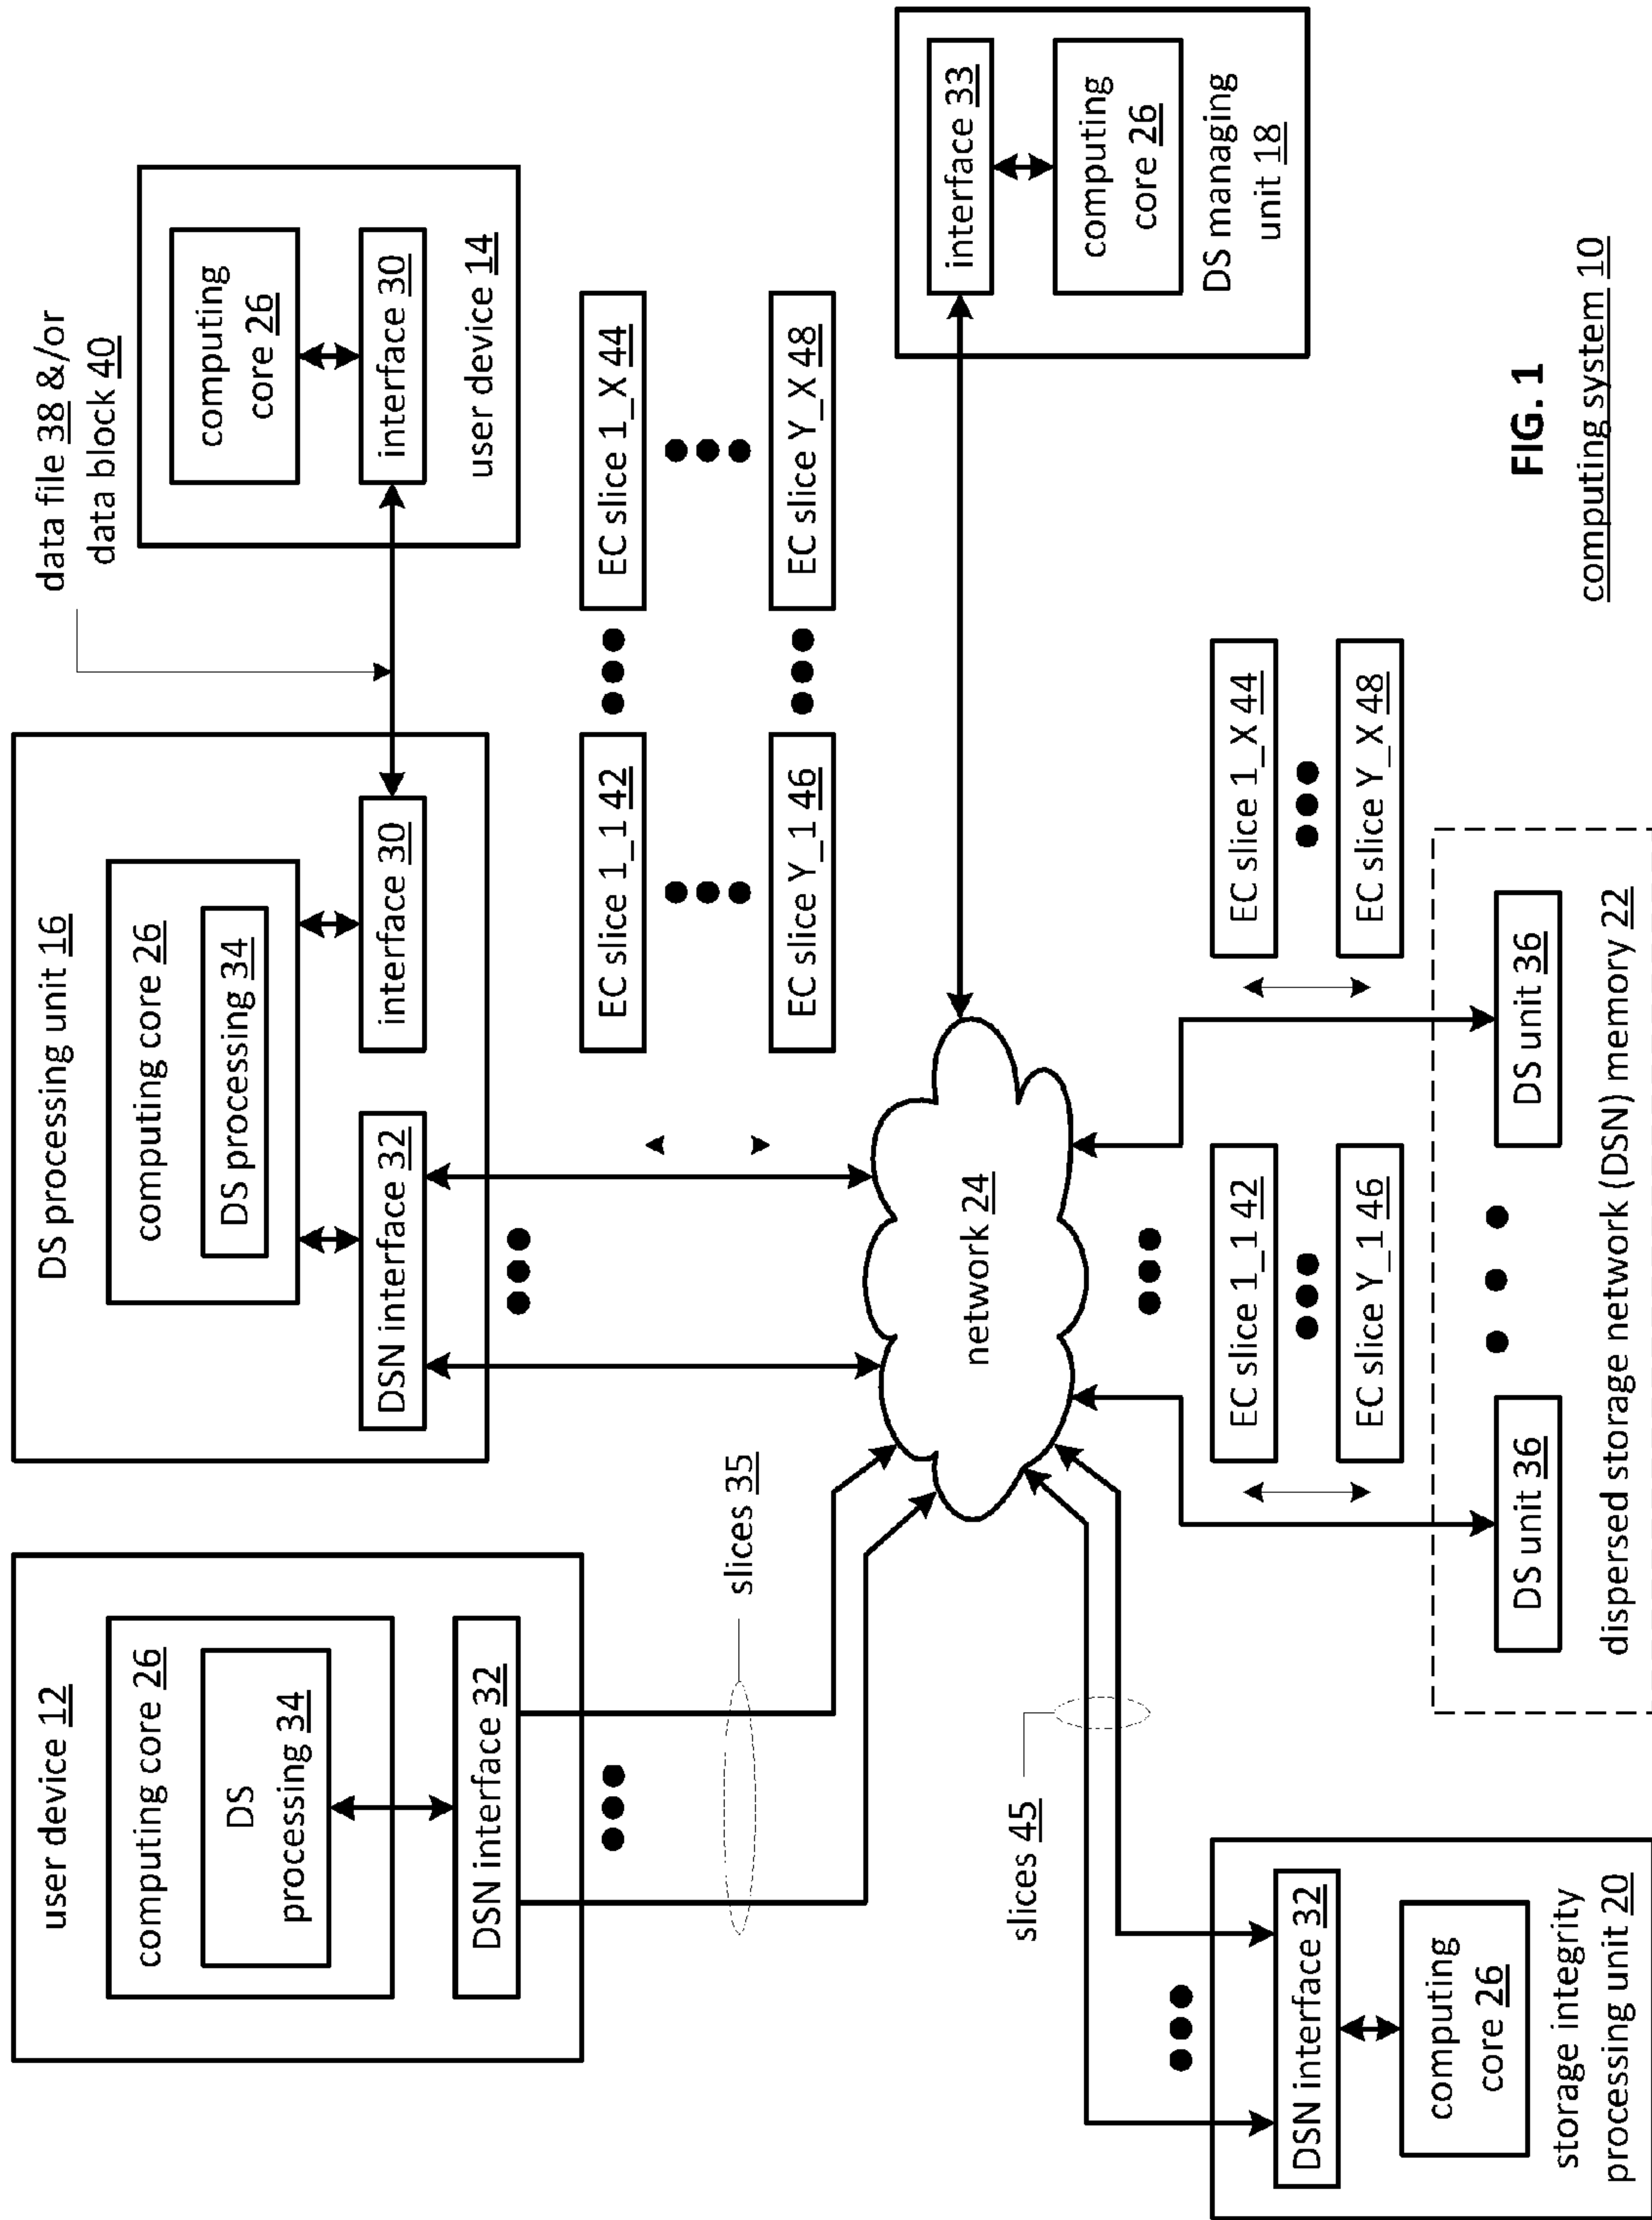 user device 12
computing core 26
DS
processing 34
DSN interface 32
DS processing unit 16
computing core 26
DS processing 34
DSN interface 32
interface 30
data file 38 &/or
data block 40
computing
core 26
interface 30
user device 14
slices 35
EC slice 1_1 42
EC slice 1_X 44
EC slice Y_1 46
EC slice Y_X 48
network 24
interface 33
computing
core 26
DS managing
unit 18
slices 45
DSN interface 32
computing
core 26
storage integrity
processing unit 20
EC slice 1_1 42
EC slice 1_X 44
EC slice Y_1 46
EC slice Y_X 48
DS unit 36
DS unit 36
dispersed storage network (DSN) memory 22
FIG. 1
computing system 10